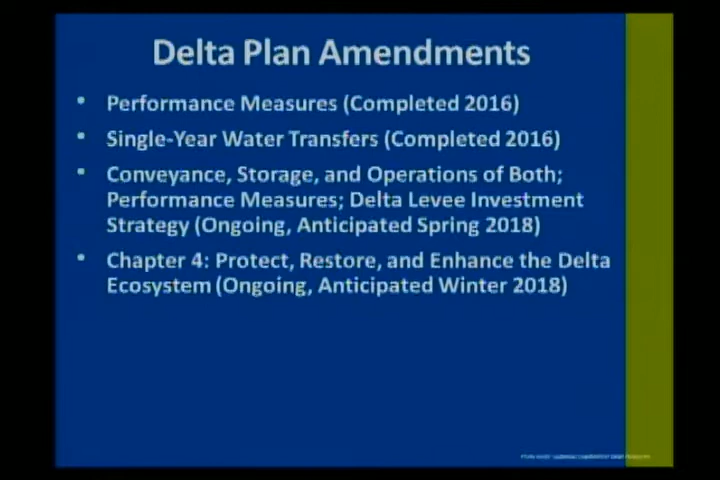 Delta Plan Amendments
• Performance Measures (Completed 2016)
• Single-Year Water Transfers (Completed 2016)
• Conveyance, Storage, and Operations of Both;
Performance Measures; Delta Levee Investment
Strategy (Ongoing, Anticipated Spring 2018)
• Chapter 4: Protect, Restore, and Enhance the Delta
Ecosystem (Ongoing, Anticipated Winter 2018)